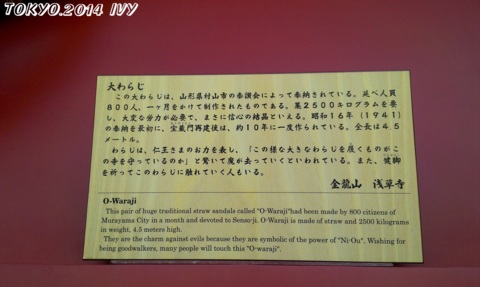 TOKYO.2014 IVY
大わらじ
この大わらじは、山形県村山市の奉讃会によって奉納されている。延べ人員
800人、一ヶ月をかけて制作されたものである。藁2500キログラムを要
し、大変な労力が必要で、まさに信心の結晶といえる。昭和16年（1941）
の奉納を最初に、宝蔵門再建後は、約10年に一度作られている。全長は4.5
メートル。
わらじは、仁王さまのお力を表し、「この様な大きなわらじを履くものがこ
の寺を守っているのか」と驚いて魔が去っていくといわれている。また、健脚
を祈ってこのわらじに触れていく人もいる。
金龍山 浅草寺
O-Waraji
This pair of huge traditional straw sandals called "O-Waraji"had been made by 800 citizens of
Murayama City in a month and devoted to Senso-ji. O-Waraji is made of straw and 2500 kilograms
in weight, 4.5 meters high.
They are the charm against evils because they are symbolic of the power of "Ni-Ou". Wishing for
being goodwalkers, many people will touch this "O-waraji".